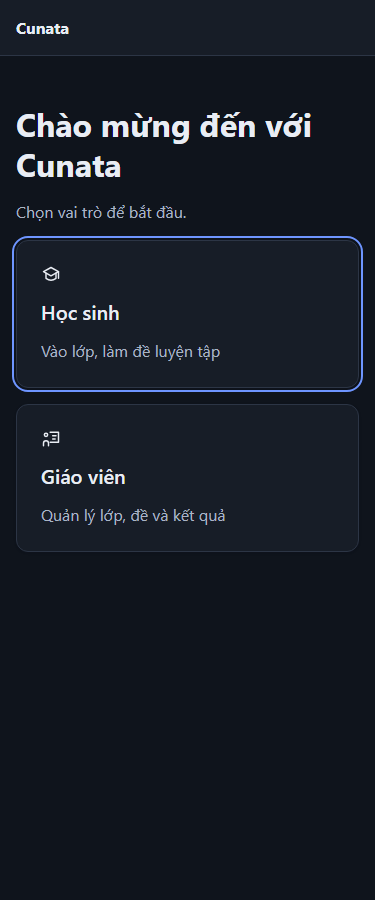 Cunata
Chào mừng đến với
Cunata
Chọn vai trò để bắt đầu.
Học sinh
Vào lớp, làm đề luyện tập
Giáo viên
Quản lý lớp, đề và kết quả